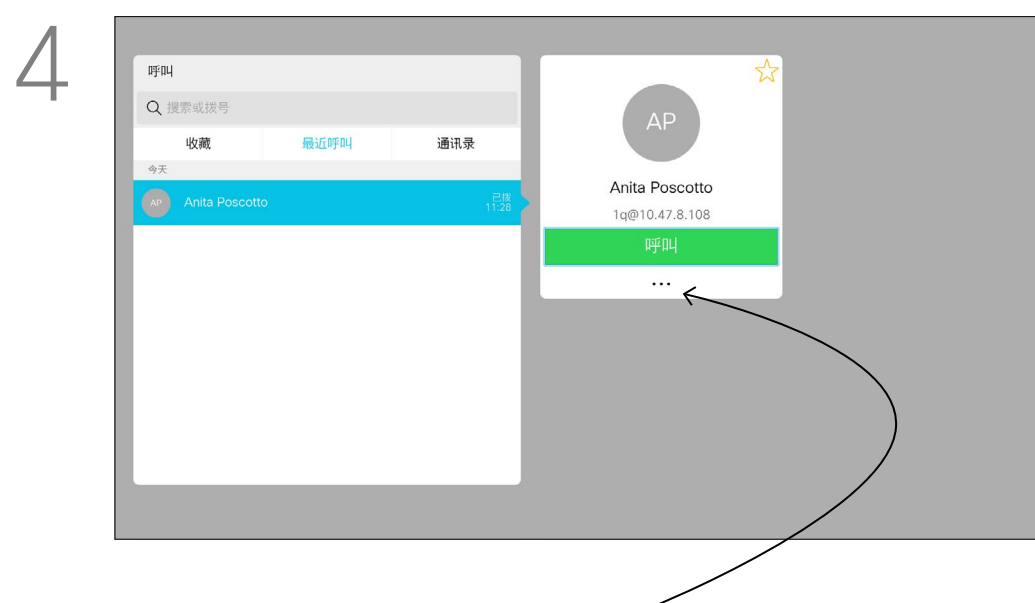 4
呼叫
搜索或拨号
收藏 最近呼叫 通讯录
今天
AP Anita Poscotto 已拨 11:28
AP
Anita Poscotto
1q@10.47.8.108
呼叫
...